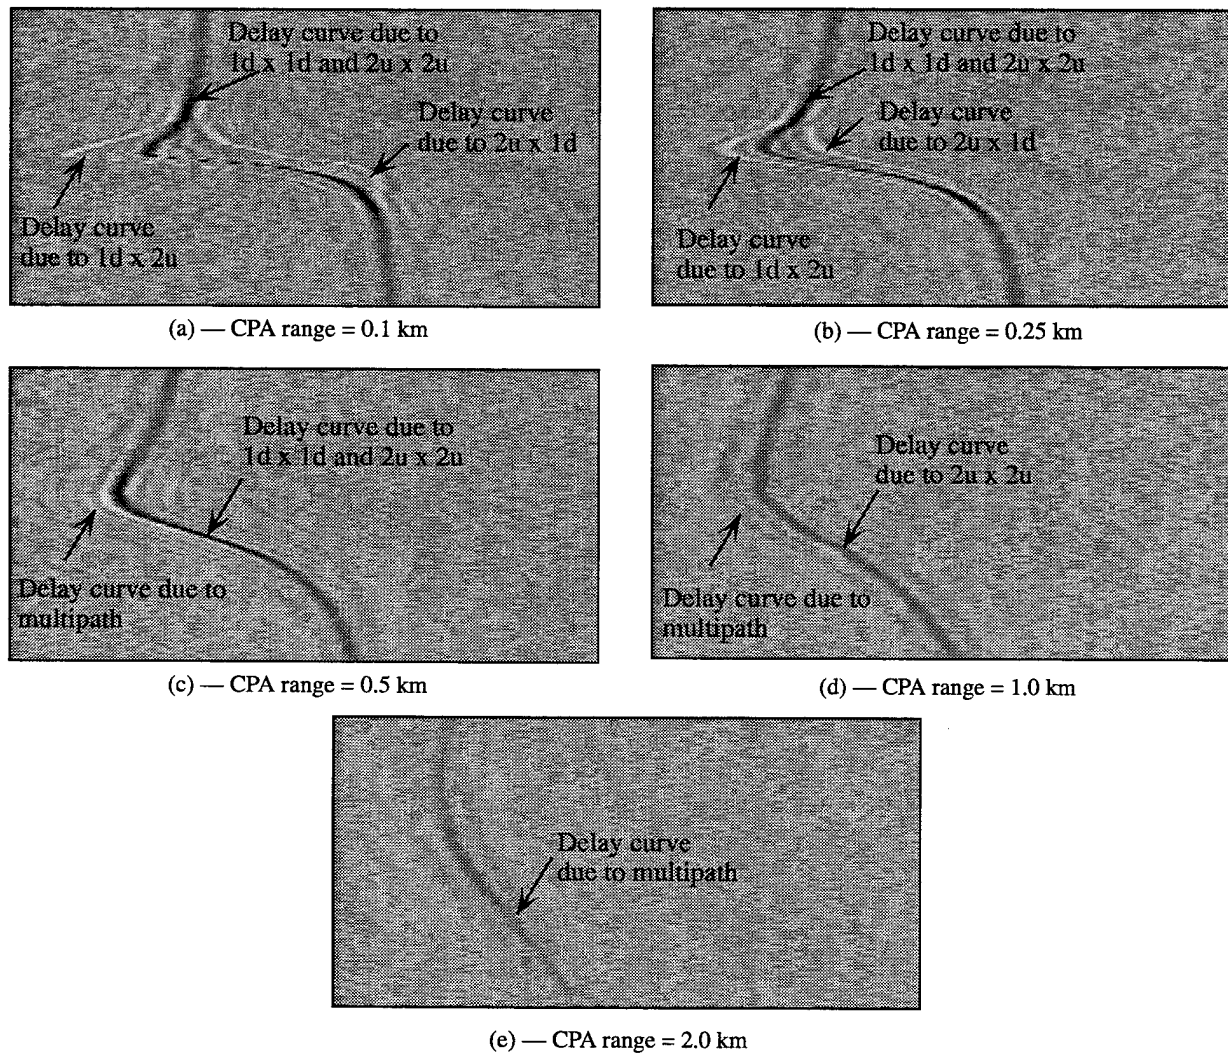 Delay curve due to
1d x 1d and 2u x 2u
Delay curve
due to 2u x 1d
Delay curve
due to 1d x 2u
(a) — CPA range = 0.1 km
Delay curve due to
1d x 1d and 2u x 2u
Delay curve
due to 2u x 1d
Delay curve
due to 1d x 2u
(b) — CPA range = 0.25 km
Delay curve due to
1d x 1d and 2u x 2u
Delay curve due to
multipath
(c) — CPA range = 0.5 km
Delay curve
due to 2u x 2u
Delay curve due to
multipath
(d) — CPA range = 1.0 km
Delay curve
due to multipath
(e) — CPA range = 2.0 km